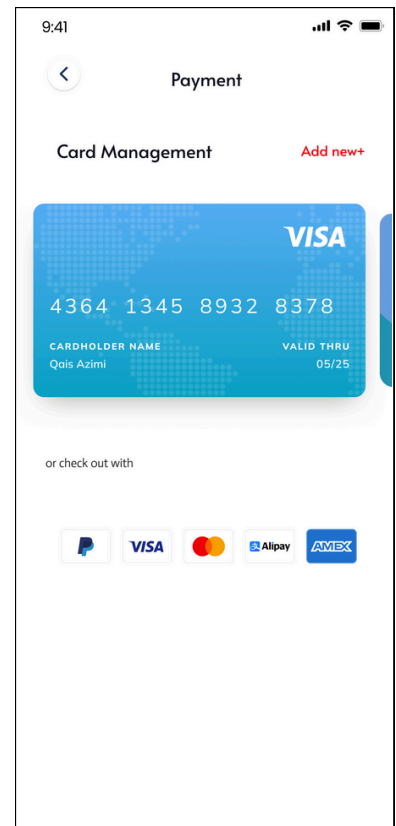 9:41
Payment
Card Management Add new+
VISA
4364 1345 8932 8378
CARDHOLDER NAME VALID THRU
Qais Azimi 05/25
or check out with
VISA Alipay AMEX